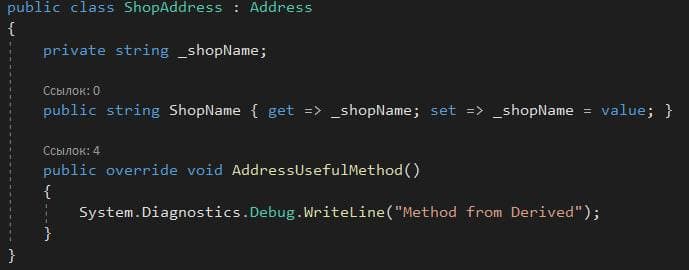 public class ShopAddress : Address
{
private string _shopName;
Ссылок: 0
public string ShopName { get => _shopName; set => _shopName = value; }
Ссылок: 4
public override void AddressUsefulMethod()
{
System.Diagnostics.Debug.WriteLine("Method from Derived");
}
}